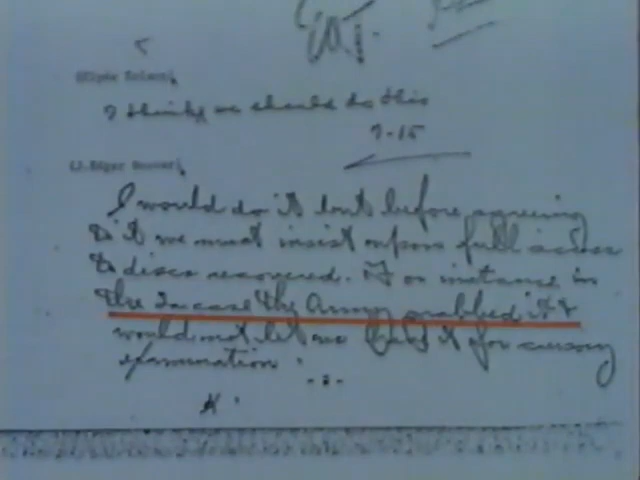 (Clyde Tolson)
I think we should do this
7-15
(J. Edgar Hoover)
I would do it but before agreeing
to it we must insist upon full access
to discs recovered. For instance in
the case the Army grabbed it &
would not let us have it for cursory
examination
H.